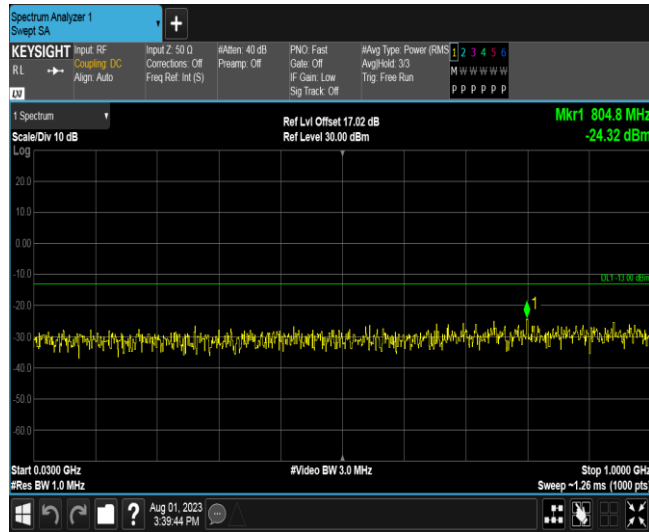 Spectrum Analyzer 1
Swept SA
+
KEYSIGHT
RL
LXI
Input: RF
Coupling: DC
Align: Auto
Input Z: 50 Ω
Corrections: Off
Freq Ref: Int (S)
#Atten: 40 dB
Preamp: Off
PNO: Fast
Gate: Off
IF Gain: Low
Sig Track: Off
#Avg Type: Power (RMS
Avg|Hold: 3/3
Trig: Free Run
1 2 3 4 5 6
M W W W W W
P P P P P P
1 Spectrum
Scale/Div 10 dB
Log
Ref Lvl Offset 17.02 dB
Ref Level 30.00 dBm
Mkr1 804.8 MHz
-24.32 dBm
20.0
10.0
0.00
-10.0
DL1 -13.00 dBm
-20.0
1
-30.0
-40.0
-50.0
-60.0
Start 0.0300 GHz
#Video BW 3.0 MHz
Stop 1.0000 GHz
#Res BW 1.0 MHz
Sweep ~1.26 ms (1000 pts)
?
Aug 01, 2023
3:39:44 PM